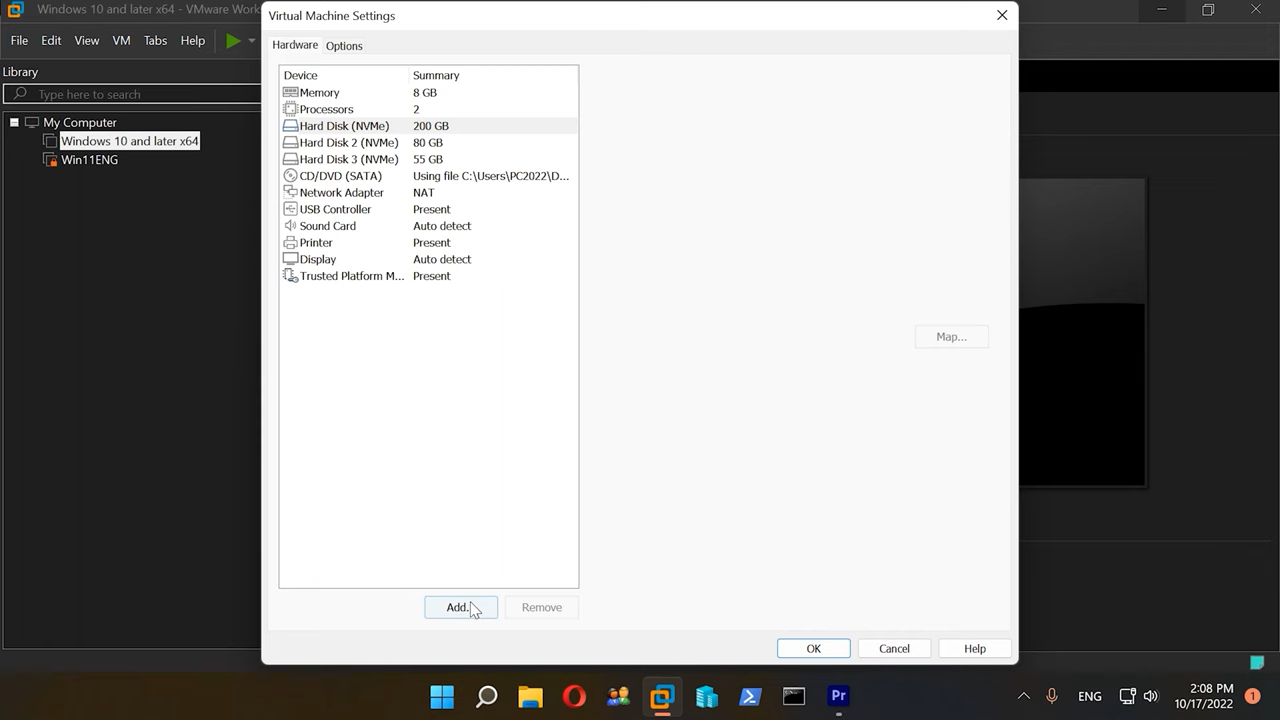 Windows 10 and later x64 - VMware Work
File Edit View VM Tabs Help
Library
Type here to search
My Computer
Windows 10 and later x64
Win11ENG
Virtual Machine Settings
Hardware Options
Device Summary
Memory 8 GB
Processors 2
Hard Disk (NVMe) 200 GB
Hard Disk 2 (NVMe) 80 GB
Hard Disk 3 (NVMe) 55 GB
CD/DVD (SATA) Using file C:\Users\PC2022\D...
Network Adapter NAT
USB Controller Present
Sound Card Auto detect
Printer Present
Display Auto detect
Trusted Platform M... Present
Map...
Add.. Remove
OK Cancel Help
Pr
ENG
2:08 PM
10/17/2022
1